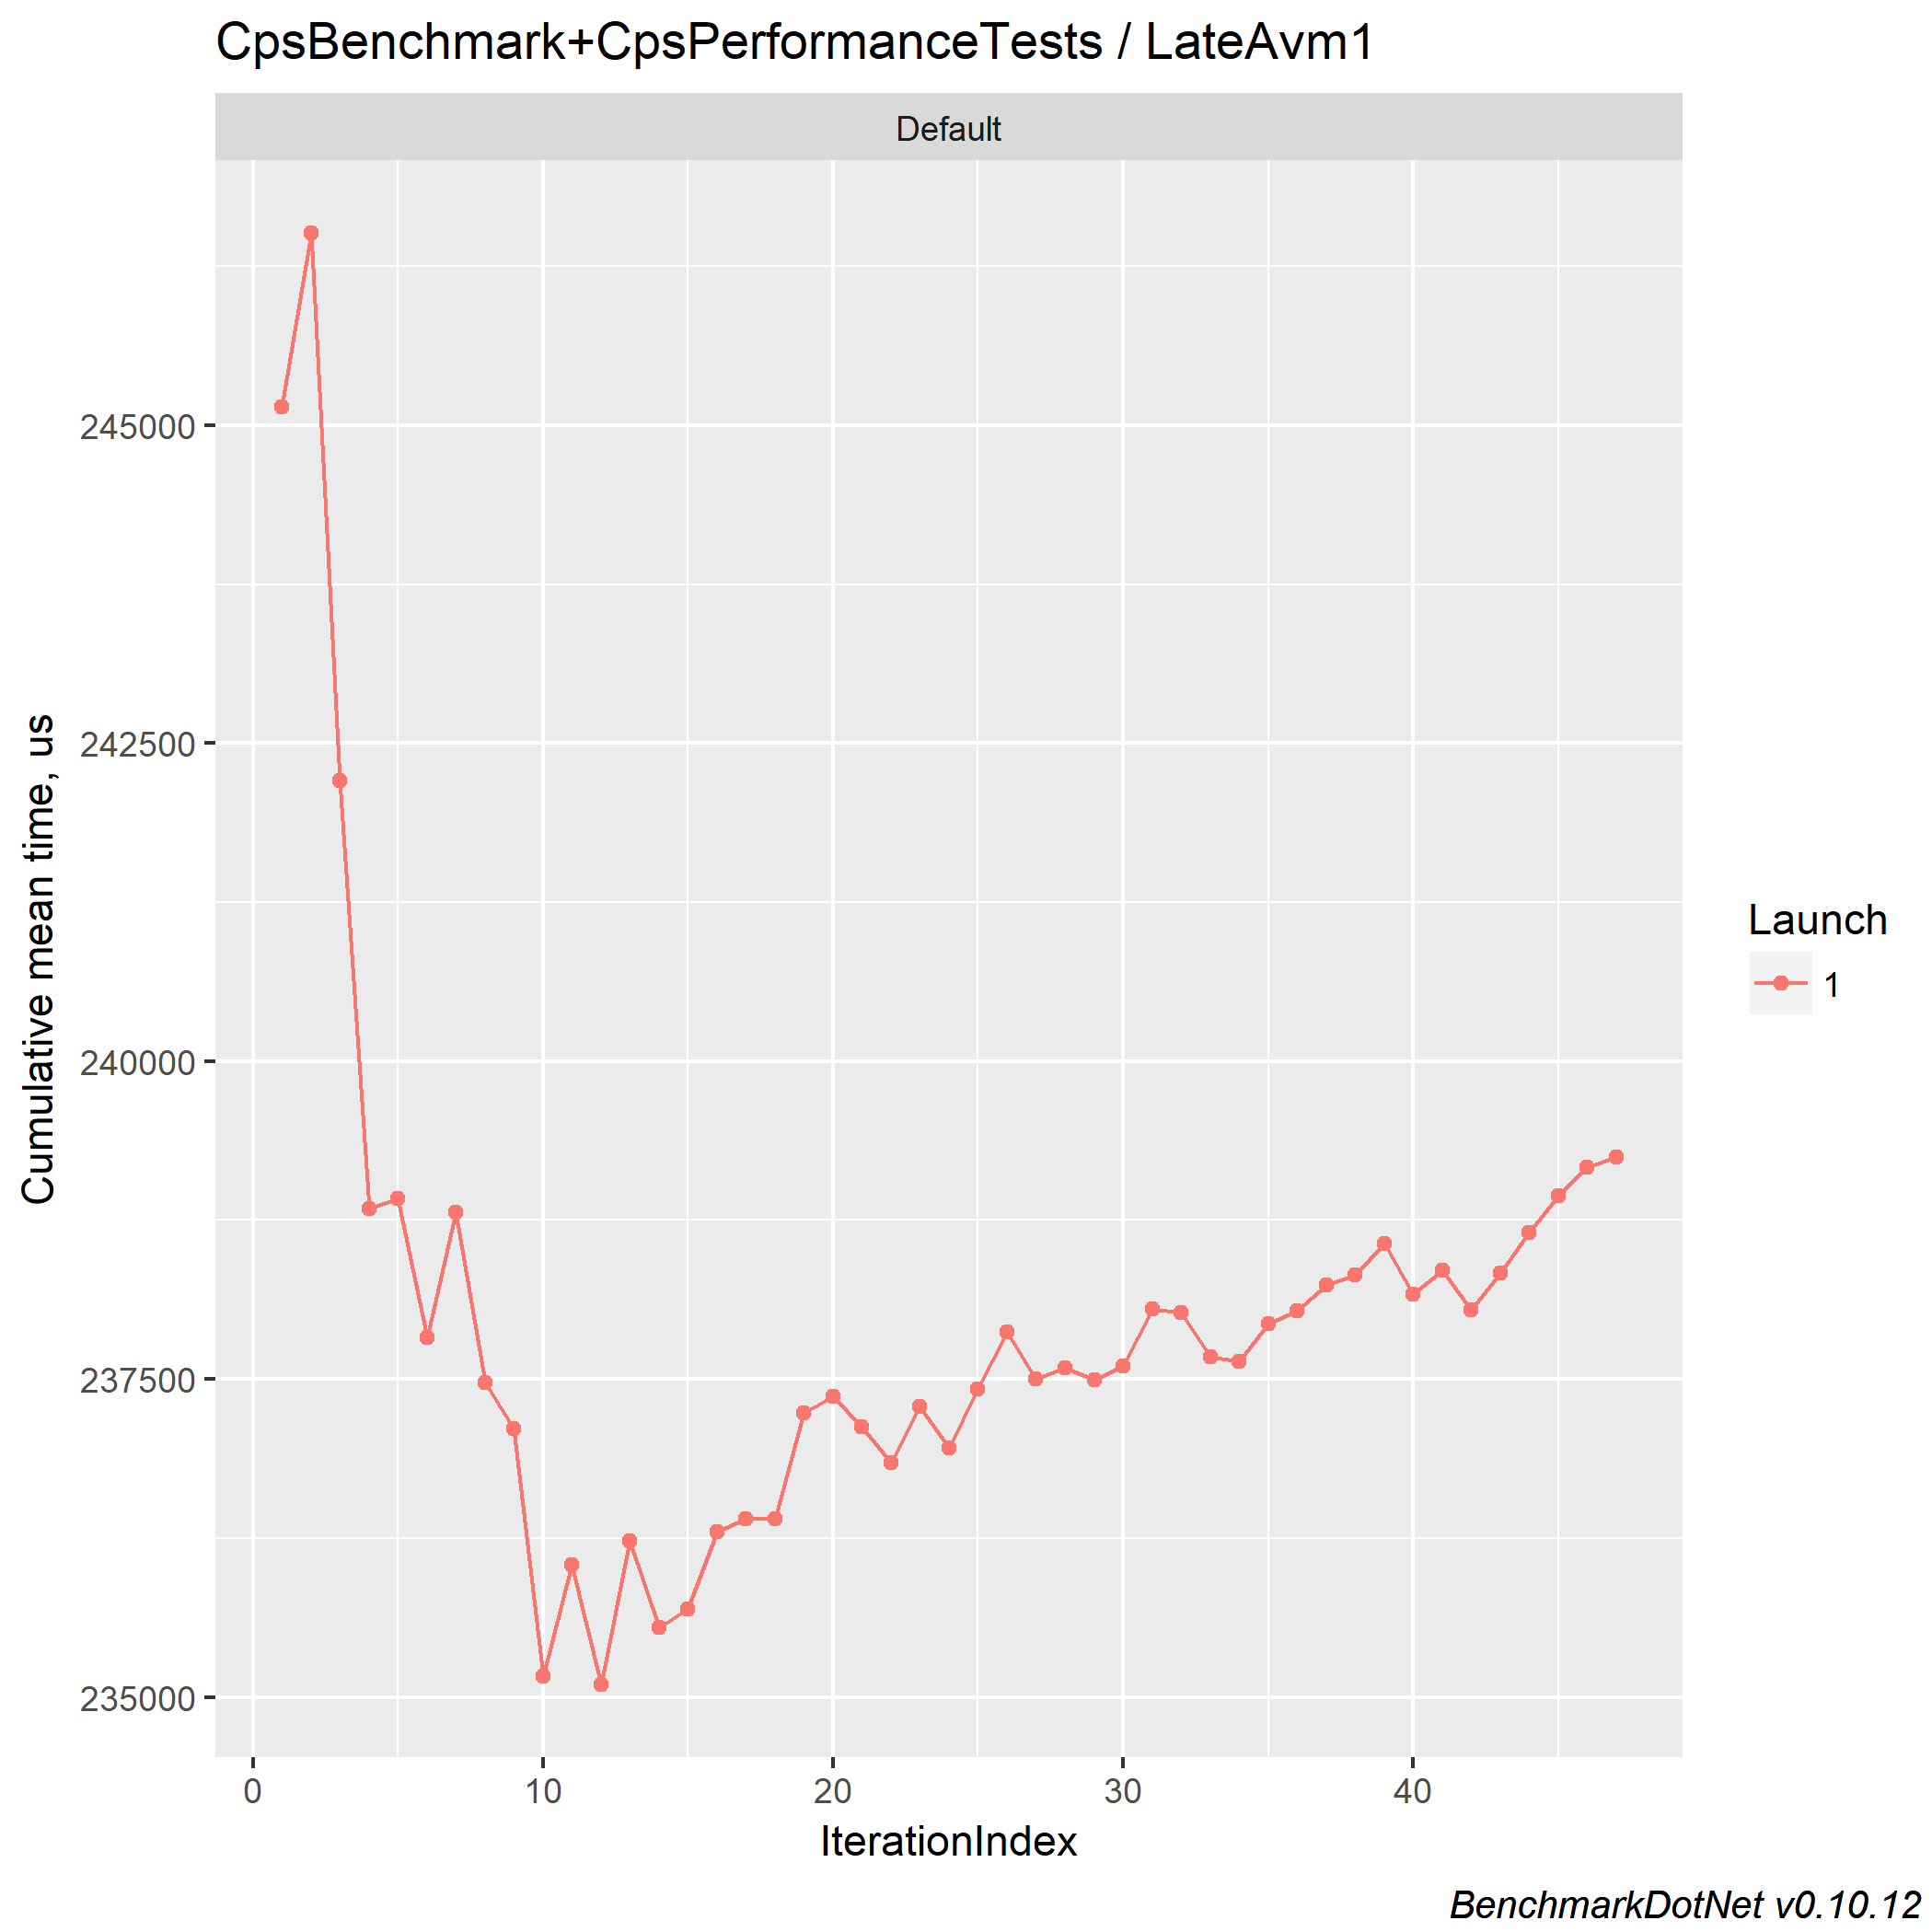 CpsBenchmark+CpsPerformanceTests / LateAvm1
Default
Cumulative mean time, us
245000
242500
240000
237500
235000
0 10 20 30 40
IterationIndex
Launch
1
BenchmarkDotNet v0.10.12